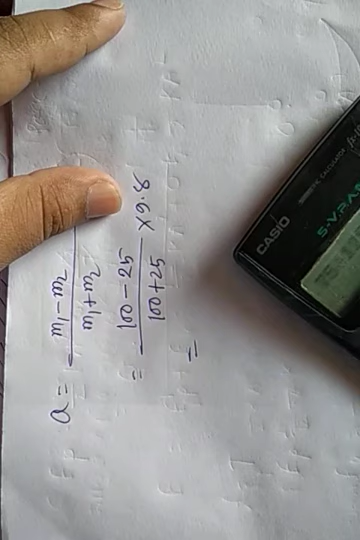 a = m1 - m2 / m1 + m2
= 100 - 25 / 100 + 25 × 9.8
=
CASIO
S-V.P.A.